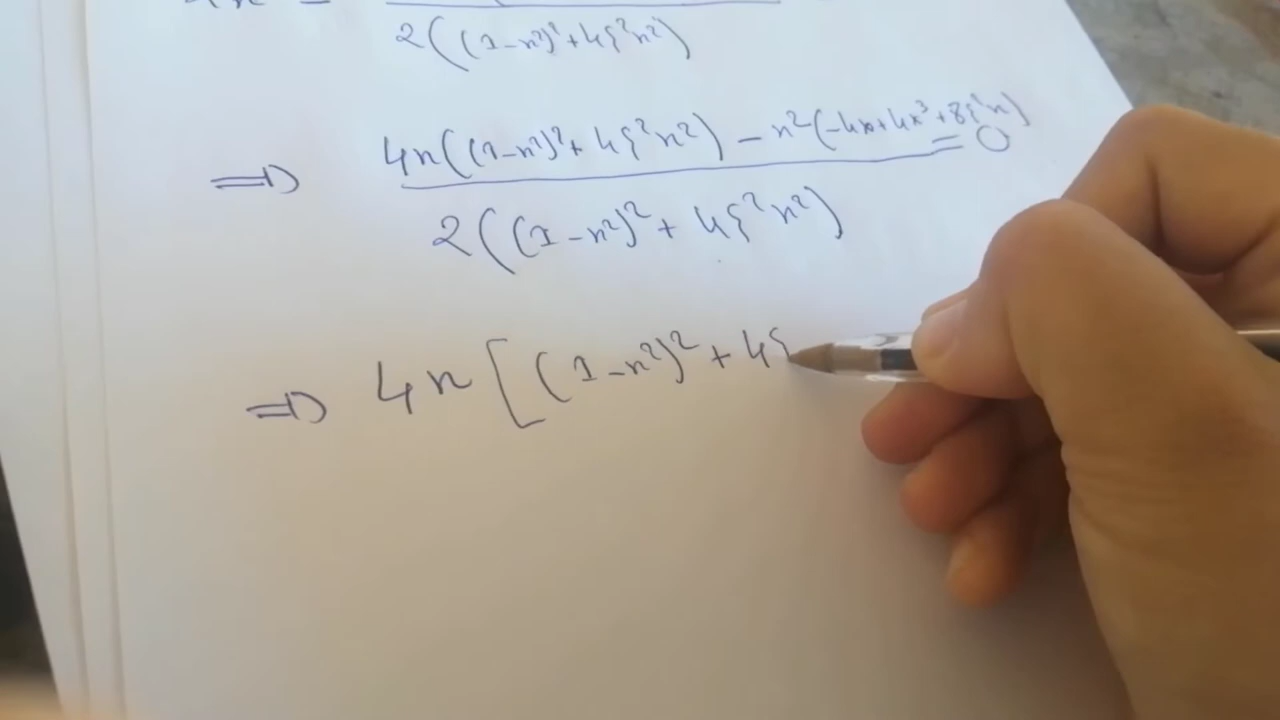 2((1-n²)²+4ξ²n²)
⇒ 4n((1-n²)²+4ξ²n²) - n²(-4n+4n³+8ξ²n) = 0
2((1-n²)²+4ξ²n²)
⇒ 4n[(1-n²)²+4ξ